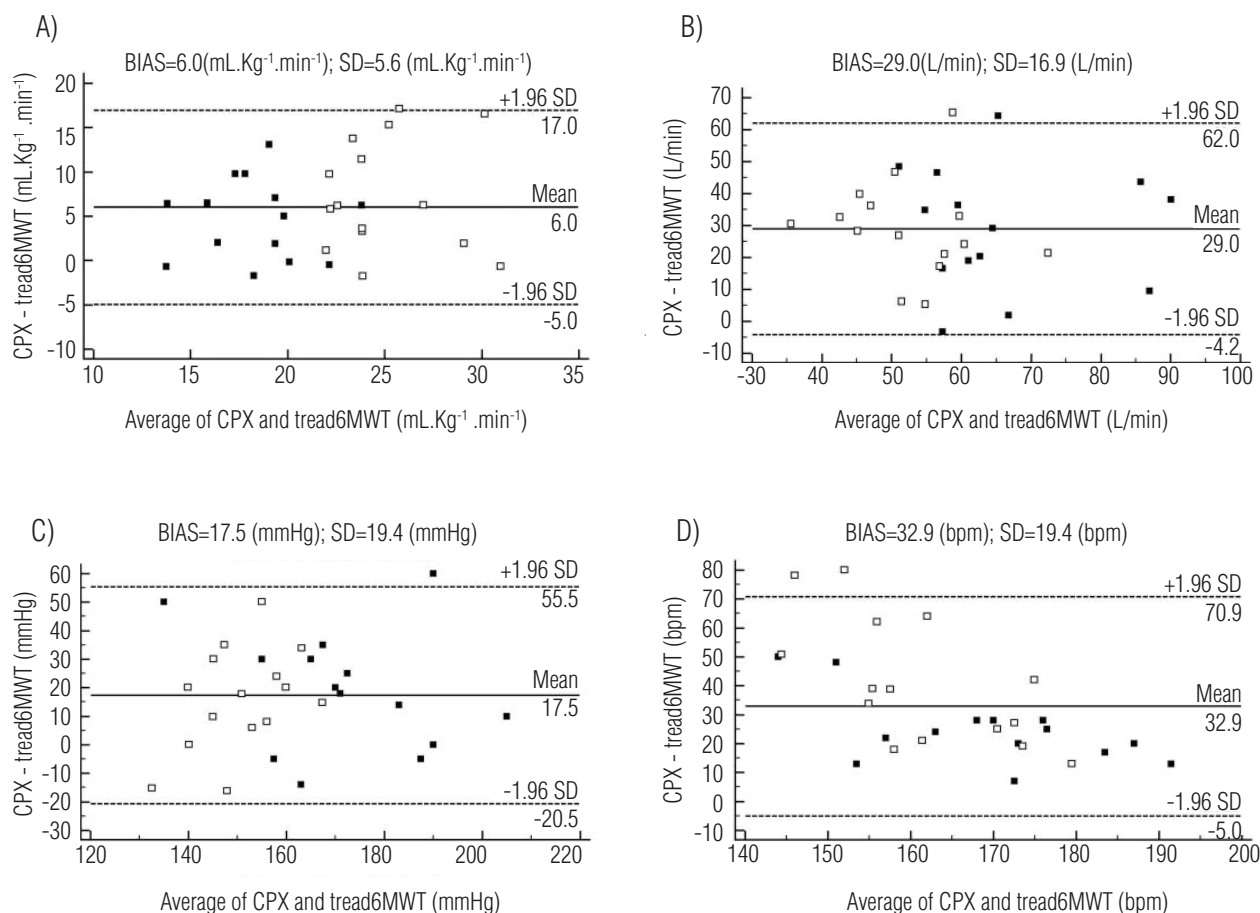 A)
BIAS=6.0(mL.Kg⁻¹.min⁻¹); SD=5.6 (mL.Kg⁻¹.min⁻¹)
CPX - tread6MWT (mL.Kg⁻¹ .min⁻¹)
20
15
10
5
0
-5
-10
+1.96 SD
17.0
Mean
6.0
-1.96 SD
-5.0
10 15 20 25 30 35
Average of CPX and tread6MWT (mL.Kg⁻¹ .min⁻¹)
B)
BIAS=29.0(L/min); SD=16.9 (L/min)
CPX - tread6MWT (L/min)
70
60
50
40
30
20
10
0
-10
+1.96 SD
62.0
Mean
29.0
-1.96 SD
-4.2
-30 40 50 60 70 80 90 100
Average of CPX and tread6MWT (L/min)
C)
BIAS=17.5 (mmHg); SD=19.4 (mmHg)
CPX - tread6MWT (mmHg)
60
50
40
30
20
10
0
-10
-20
-30
+1.96 SD
55.5
Mean
17.5
-1.96 SD
-20.5
120 140 160 180 200 220
Average of CPX and tread6MWT (mmHg)
D)
BIAS=32.9 (bpm); SD=19.4 (bpm)
CPX - tread6MWT (bpm)
80
70
60
50
40
30
20
10
0
-10
+1.96 SD
70.9
Mean
32.9
-1.96 SD
-5.0
140 150 160 170 180 190 200
Average of CPX and tread6MWT (bpm)